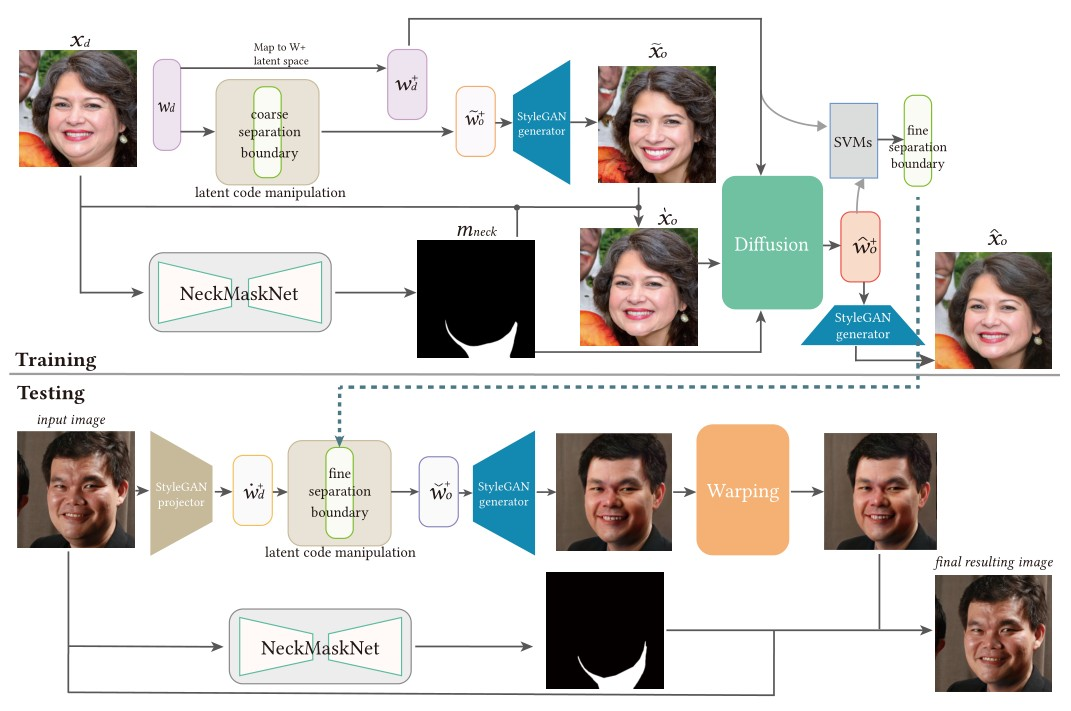 x_d
w_d
Map to W+
latent space
coarse
separation
boundary
latent code manipulation
w_d^+
w̃_o^+
StyleGAN
generator
x̃_o
SVMs
fine
separation
boundary
NeckMaskNet
m_neck
x̀_o
Diffusion
ŵ_o^+
StyleGAN
generator
x̂_o
Training
Testing
input image
StyleGAN
projector
ẇ_d^+
fine
separation
boundary
latent code manipulation
w̆_o^+
StyleGAN
generator
Warping
final resulting image
NeckMaskNet